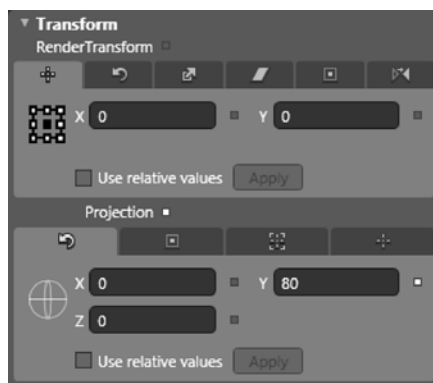 Transform
RenderTransform
X 0 Y 0
Use relative values Apply
Projection
X 0 Y 80
Z 0
Use relative values Apply